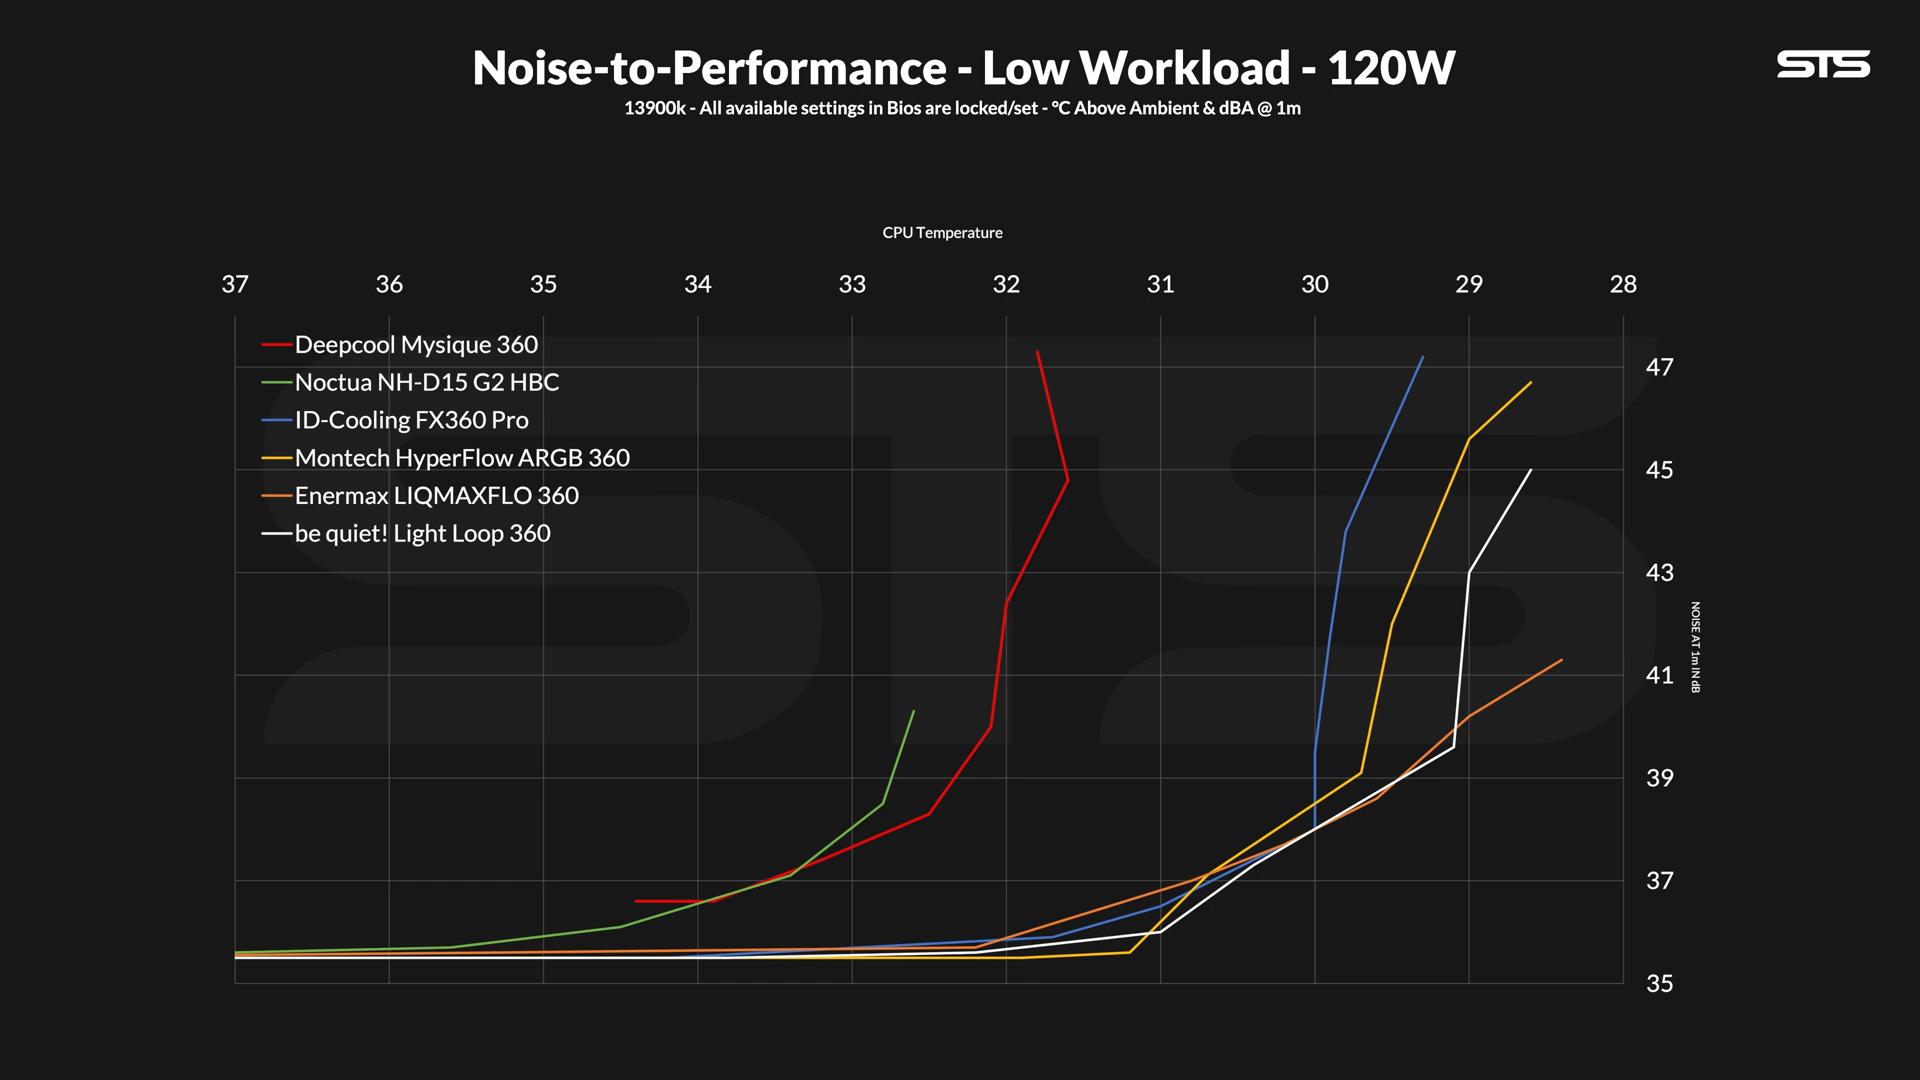 Noise-to-Performance - Low Workload - 120W
STS
13900k - All available settings in Bios are locked/set - °C Above Ambient & dBA @ 1m
CPU Temperature
37 36 35 34 33 32 31 30 29 28
Deepcool Mysique 360
Noctua NH-D15 G2 HBC
ID-Cooling FX360 Pro
Montech HyperFlow ARGB 360
Enermax LIQMAXFLO 360
be quiet! Light Loop 360
47
45
43
41
39
37
35
NOISE AT 1m IN dB
STS